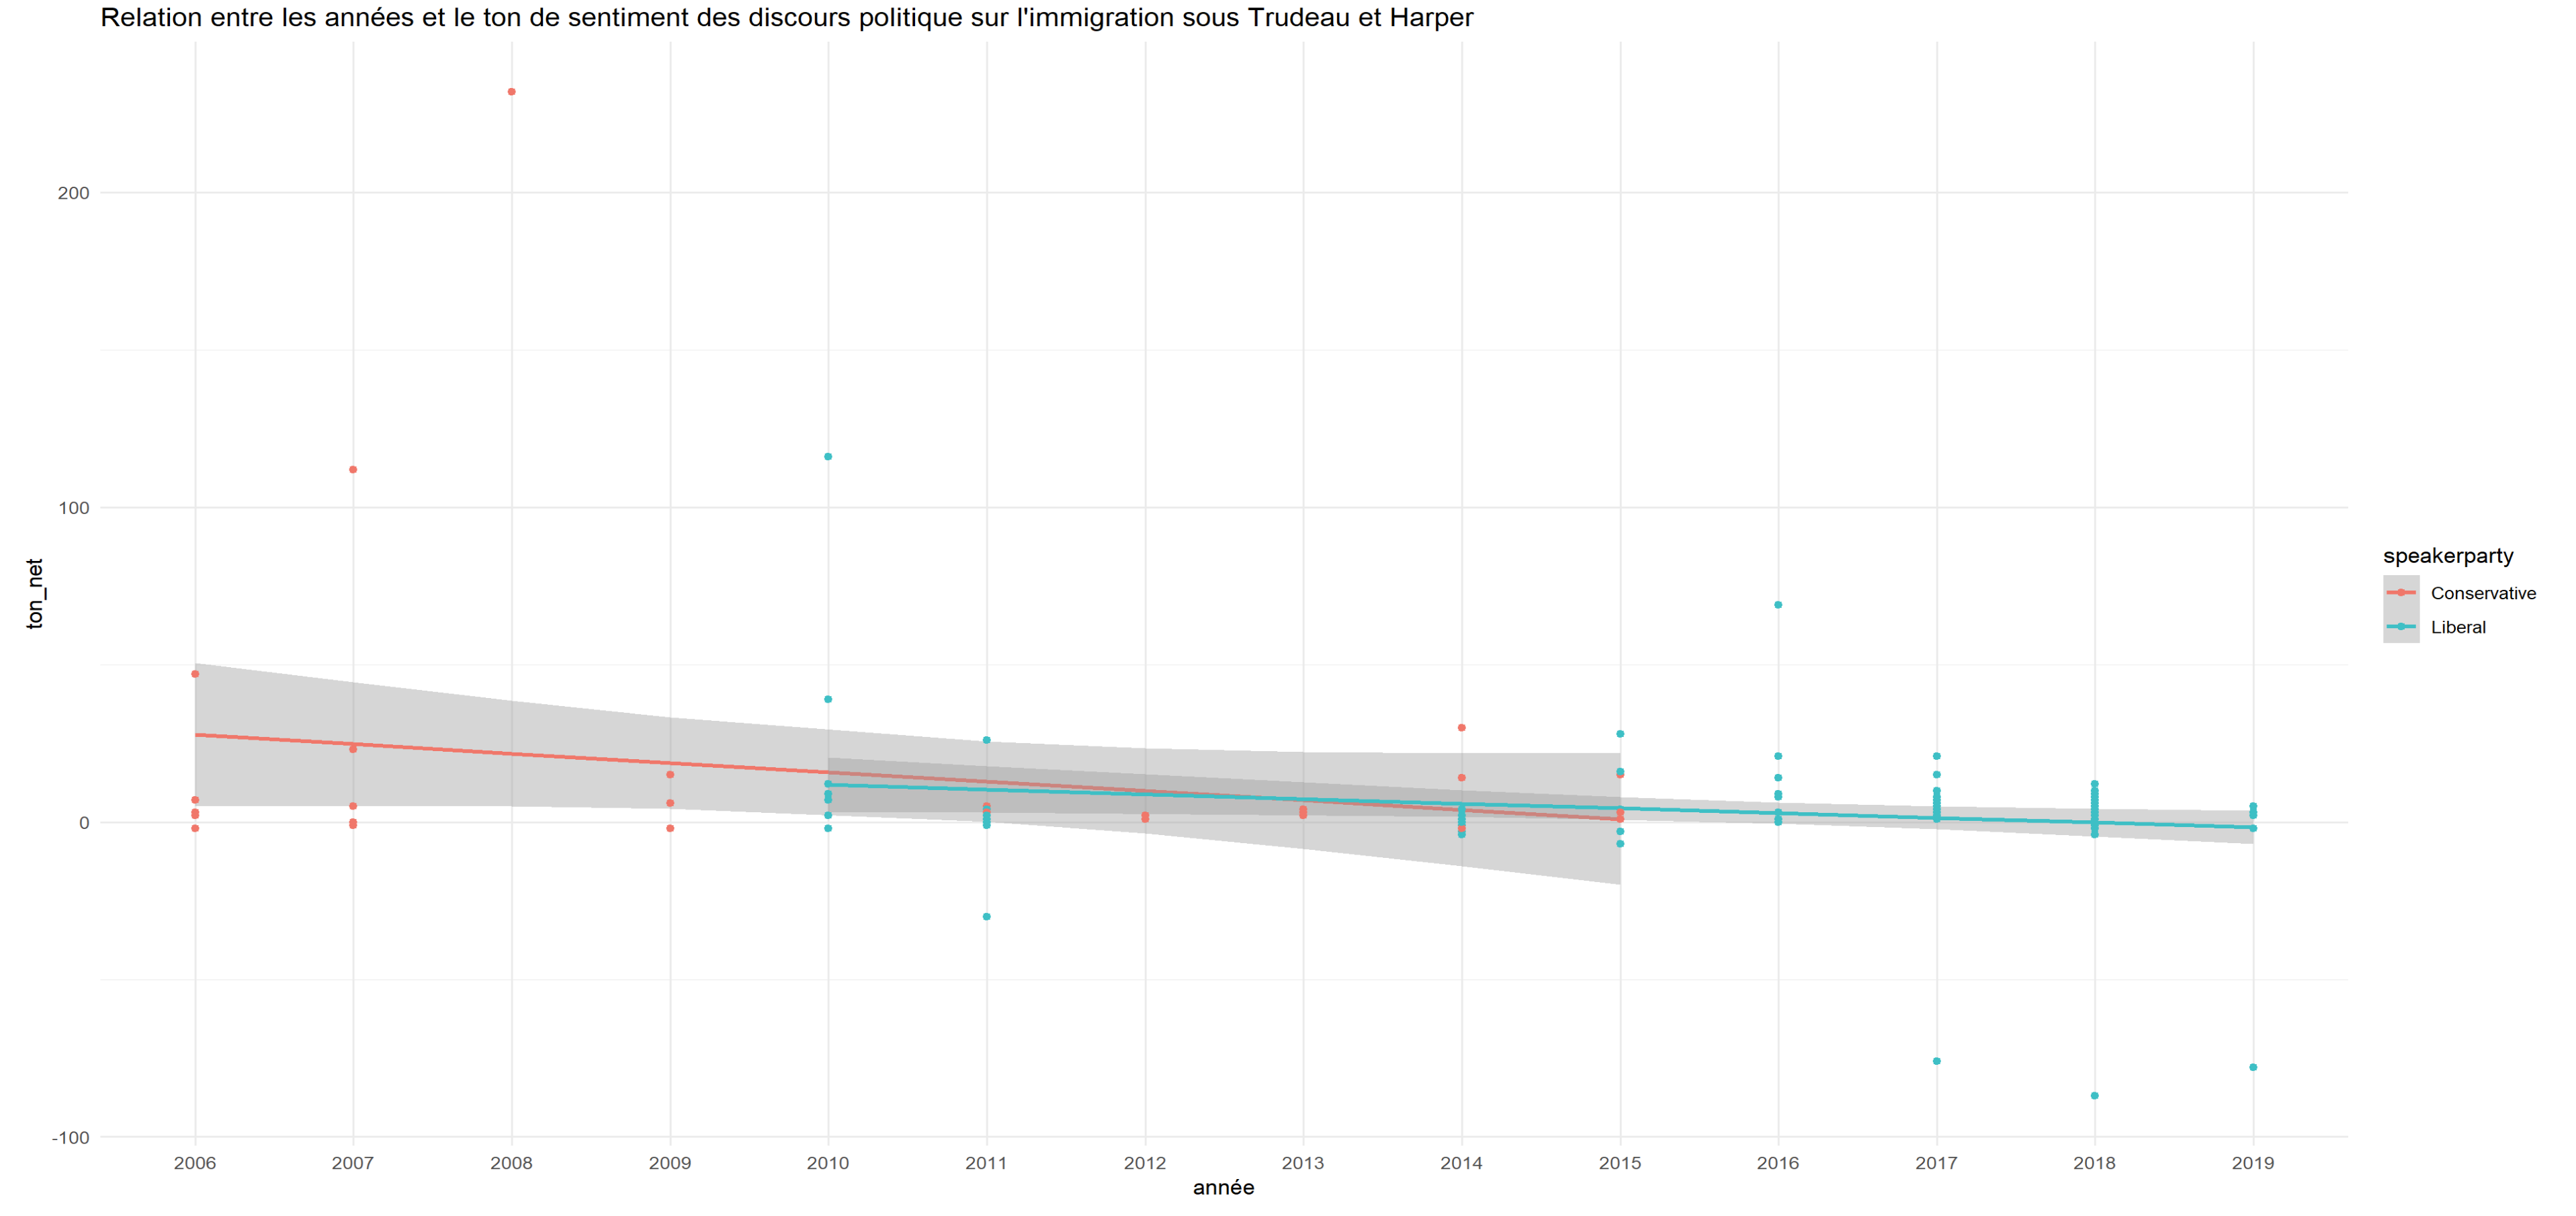 Relation entre les années et le ton de sentiment des discours politique sur l'immigration sous Trudeau et Harper
200
100
0
-100
ton_net
2006 2007 2008 2009 2010 2011 2012 2013 2014 2015 2016 2017 2018 2019
année
speakerparty
Conservative
Liberal